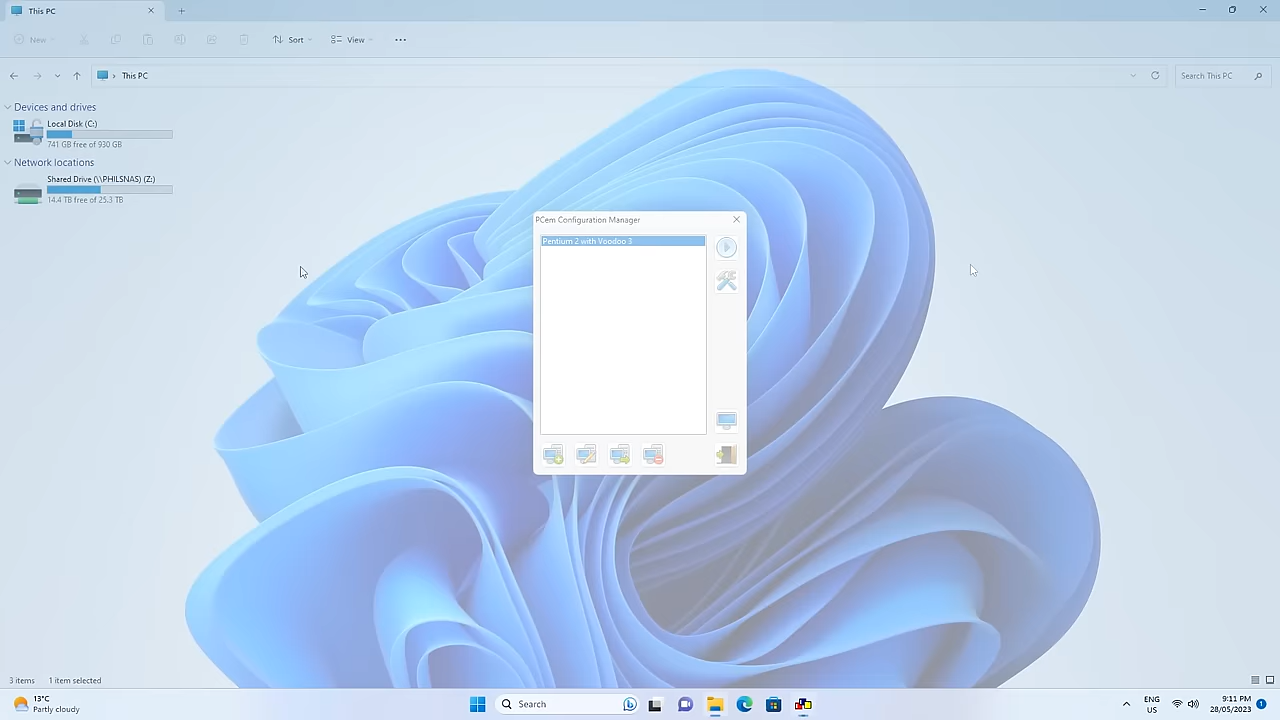 This PC
New
Sort
View
This PC
Search This PC
Devices and drives
Local Disk (C:)
741 GB free of 930 GB
Network locations
Shared Drive (\\PHILSNAS) (Z:)
14.4 TB free of 25.3 TB
PCem Configuration Manager
Pentium 2 with Voodoo 3
3 items
1 item selected
13°C
Partly cloudy
Search
ENG
US
9:11 PM
28/05/2023
1